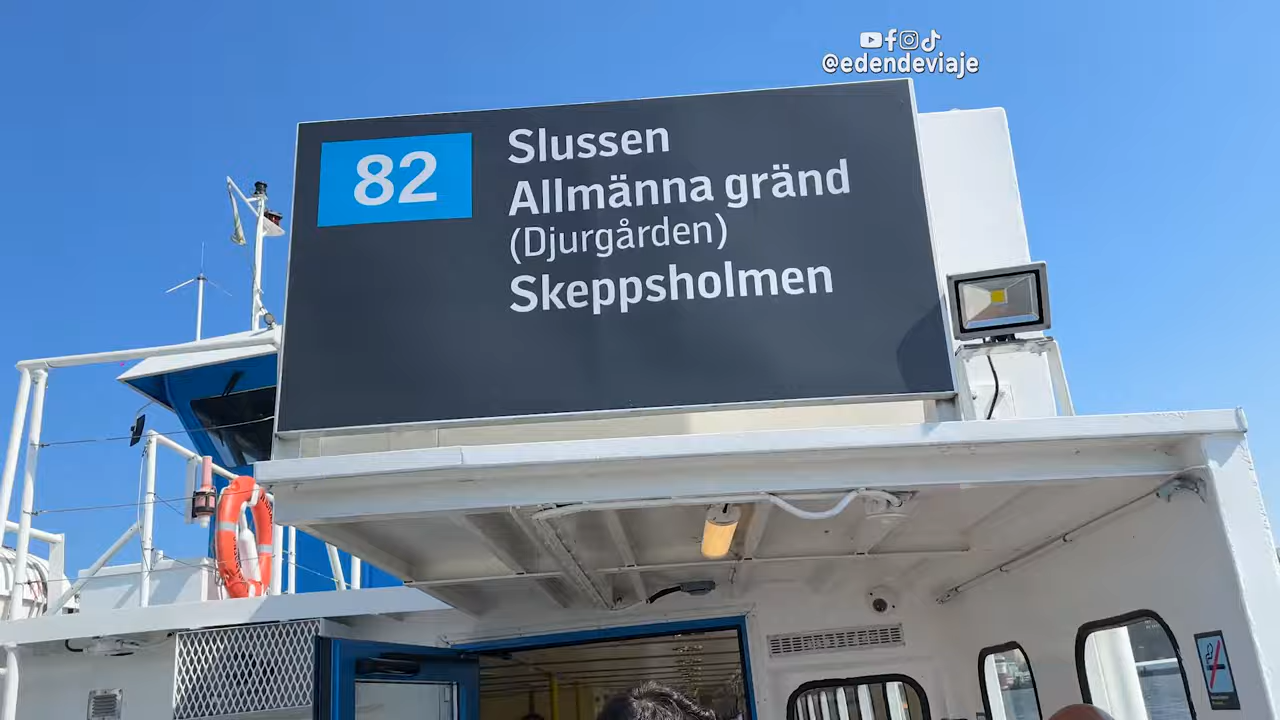 @edendeviaje
82
Slussen
Allmänna gränd
(Djurgården)
Skeppsholmen